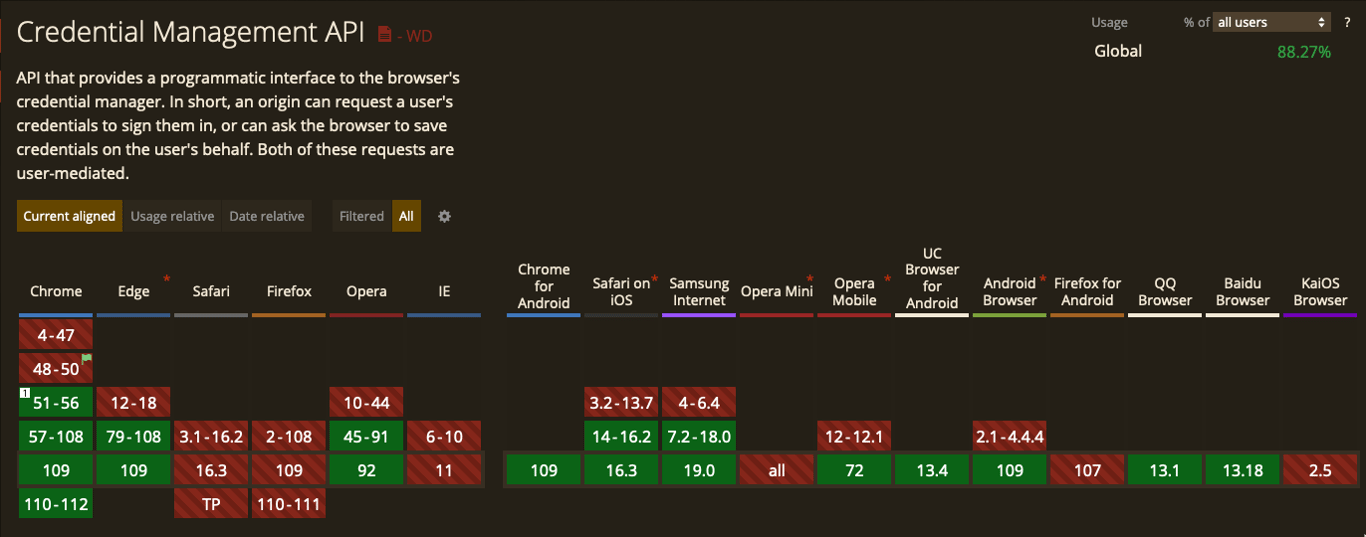 Credential Management API - WD
Usage % of all users ?
Global 88.27%
API that provides a programmatic interface to the browser's
credential manager. In short, an origin can request a user's
credentials to sign them in, or can ask the browser to save
credentials on the user's behalf. Both of these requests are
user-mediated.
Current aligned Usage relative Date relative Filtered All
Chrome Edge * Safari Firefox Opera IE
Chrome for Android Safari on iOS * Samsung Internet Opera Mini * Opera Mobile * UC Browser for Android Android Browser * Firefox for Android QQ Browser Baidu Browser KaiOS Browser
4-47
48-50
1 51-56 12-18 10-44 3.2-13.7 4-6.4
57-108 79-108 3.1-16.2 2-108 45-91 6-10 14-16.2 7.2-18.0 12-12.1 2.1-4.4.4
109 109 16.3 109 92 11 109 16.3 19.0 all 72 13.4 109 107 13.1 13.18 2.5
110-112 TP 110-111